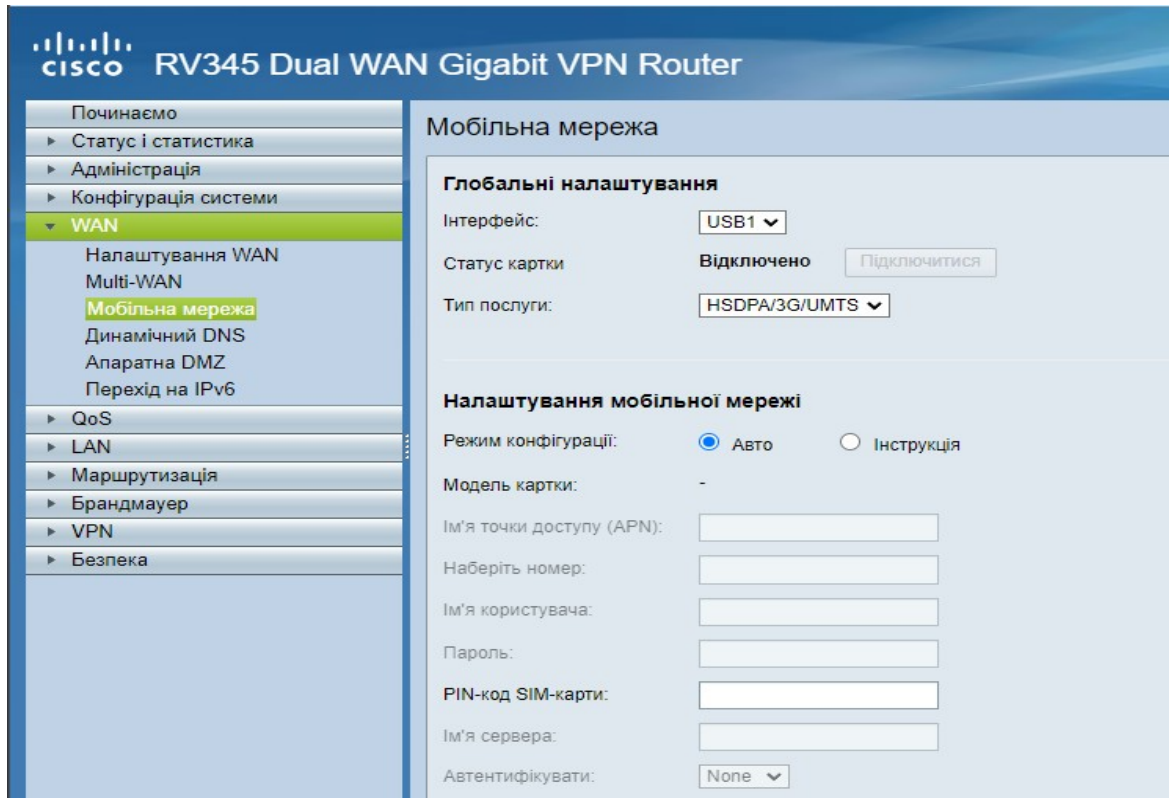 CISCO RV345 Dual WAN Gigabit VPN Router
Починаємо
Статус і статистика
Адміністрація
Конфігурація системи
WAN
Налаштування WAN
Multi-WAN
Мобільна мережа
Динамічний DNS
Апаратна DMZ
Перехід на IPv6
QoS
LAN
Маршрутизація
Брандмауер
VPN
Безпека
Мобільна мережа
Глобальні налаштування
Інтерфейс: USB1
Статус картки Відключено Підключитися
Тип послуги: HSDPA/3G/UMTS
Налаштування мобільної мережі
Режим конфігурації: Авто Інструкція
Модель картки: -
Ім'я точки доступу (APN):
Наберіть номер:
Ім'я користувача:
Пароль:
PIN-код SIM-карти:
Ім'я сервера:
Автентифікувати: None